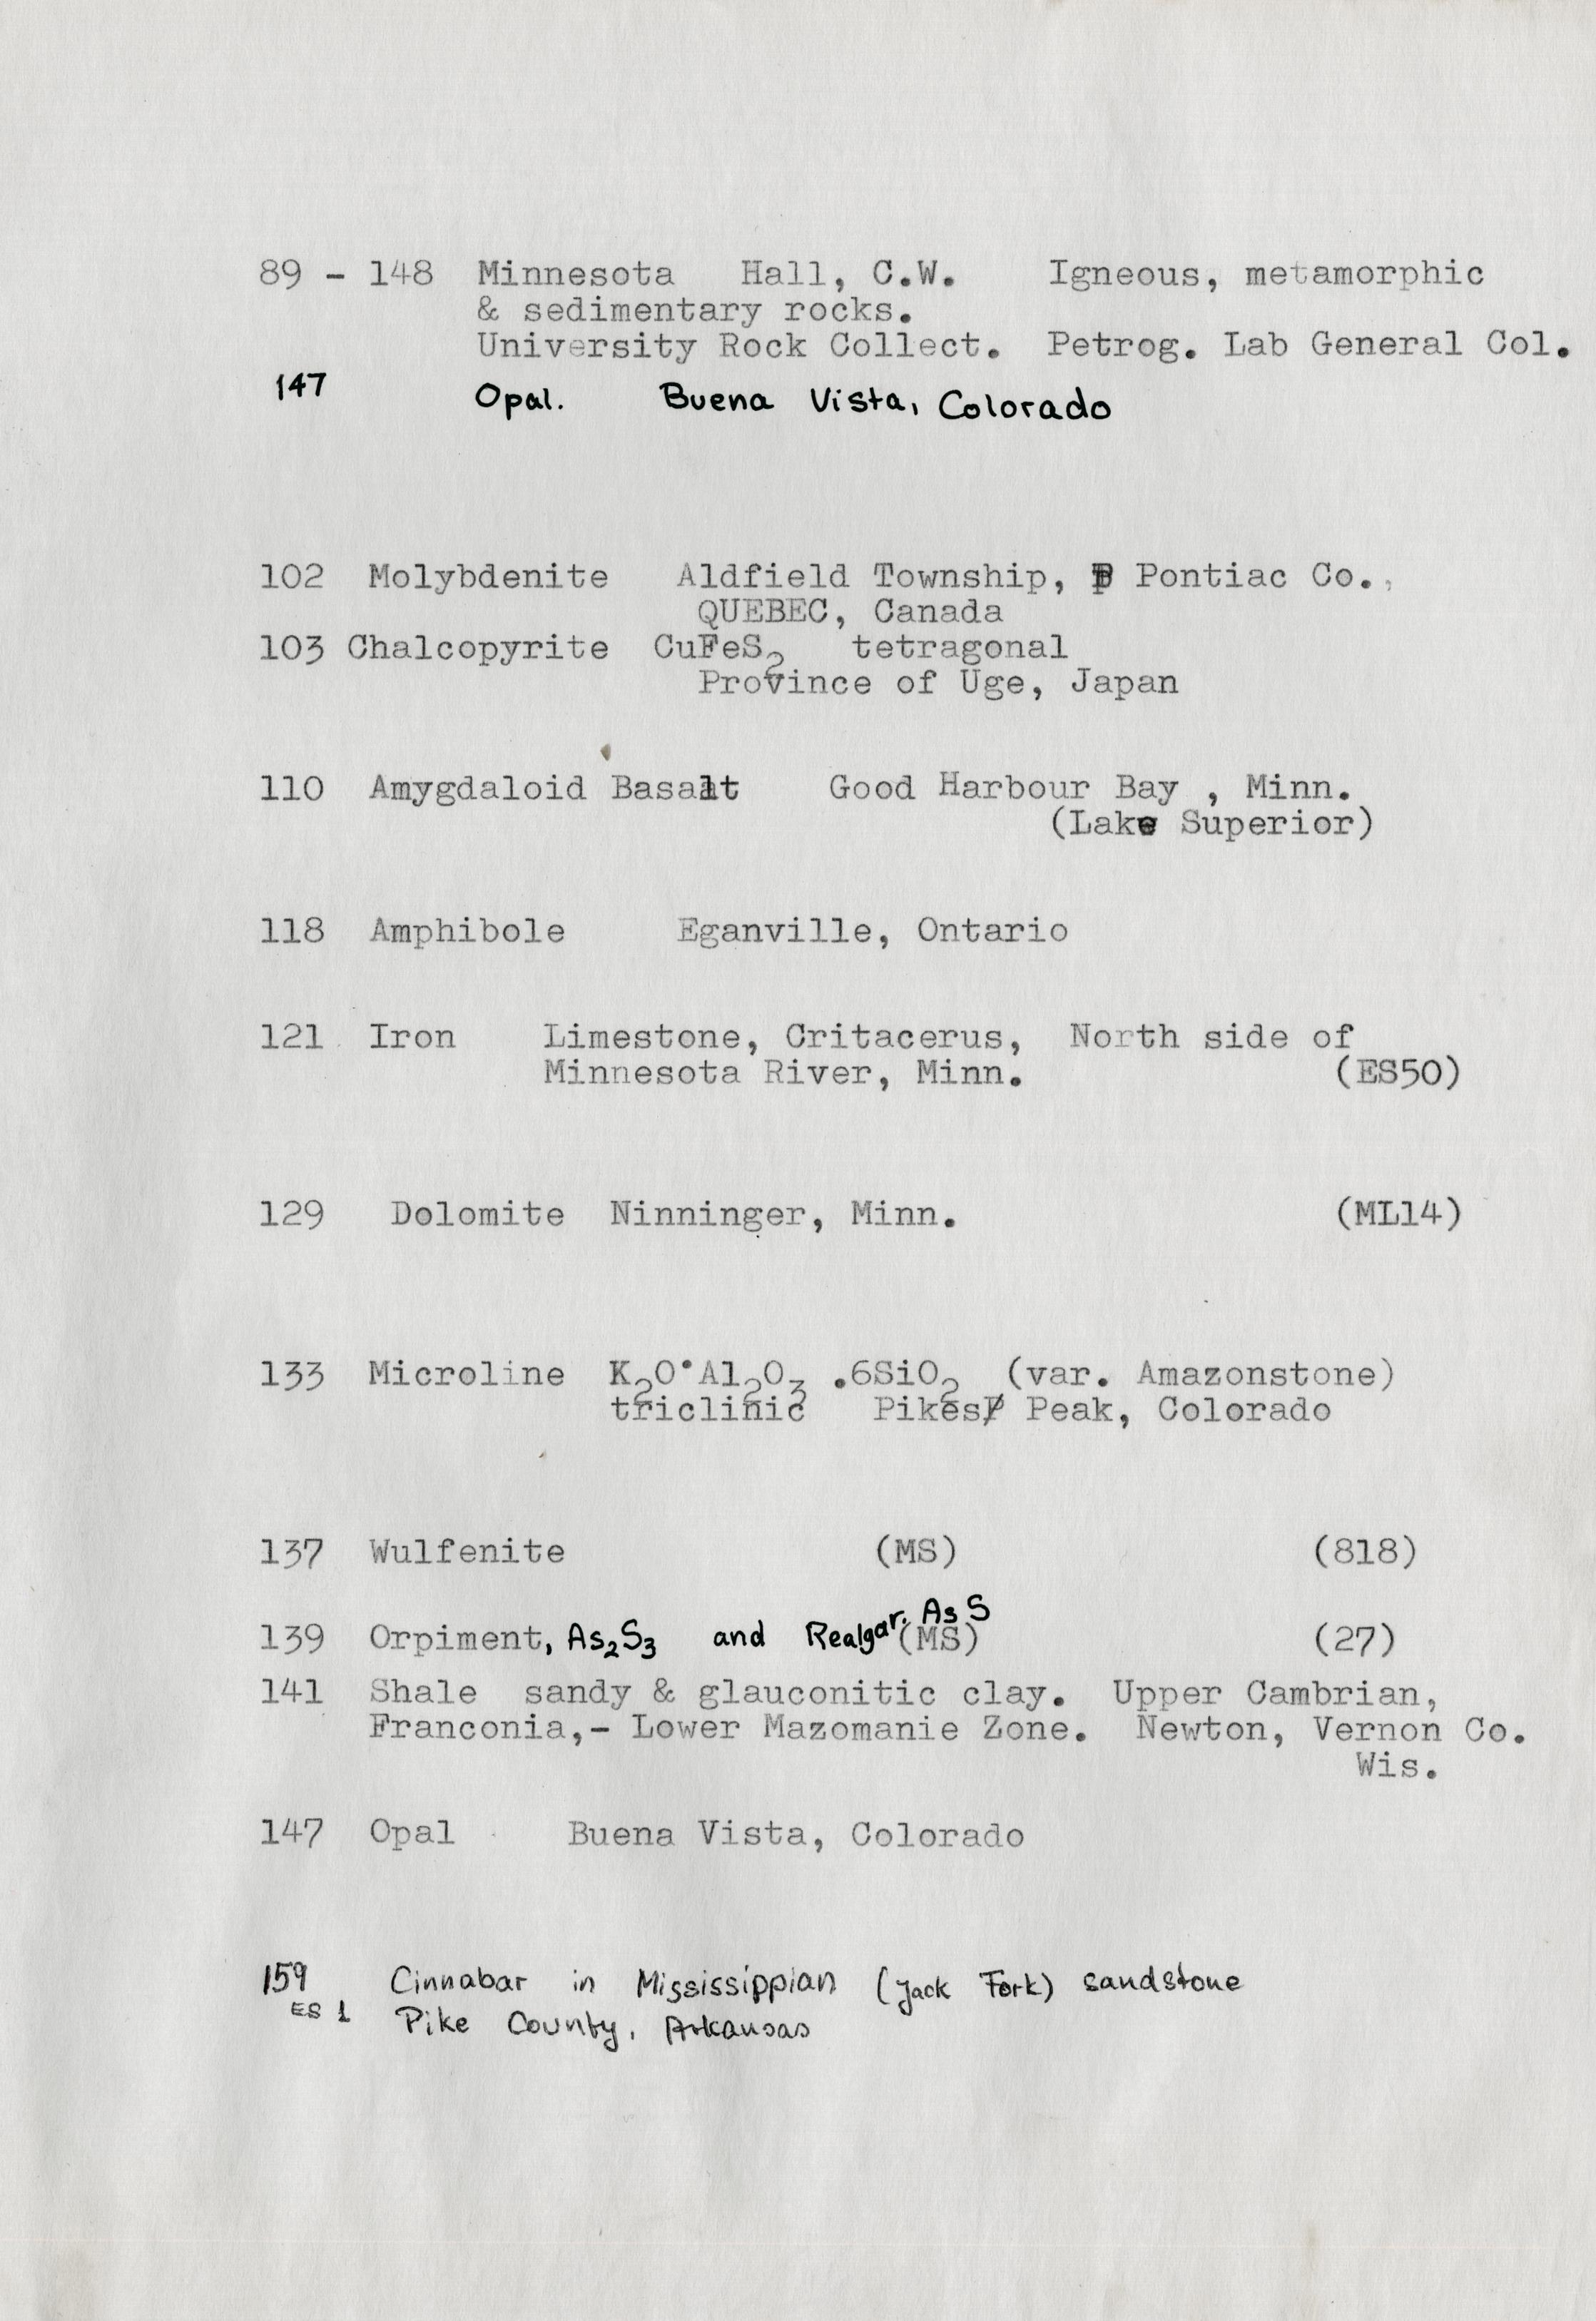 89 - 148 Minnesota Hall, C.W. Igneous, metamorphic
& sedimentary rocks.
University Rock Collect. Petrog. Lab General Col.
147 Opal. Buena Vista, Colorado
102 Molybdenite Aldfield Township, P Pontiac Co.,
QUEBEC, Canada
103 Chalcopyrite CuFeS2 tetragonal
Province of Uge, Japan
110 Amygdaloid Basalt Good Harbour Bay , Minn.
(Lake Superior)
118 Amphibole Eganville, Ontario
121 Iron Limestone, Critacerus, North side of
Minnesota River, Minn. (ES50)
129 Dolomite Ninninger, Minn. (ML14)
133 Microline K2O·Al2O3 .6SiO2 (var. Amazonstone)
triclinic PikesP Peak, Colorado
137 Wulfenite (MS) (818)
139 Orpiment, As2S3 and Realgar. AsS (MS) (27)
141 Shale sandy & glauconitic clay. Upper Cambrian,
Franconia,- Lower Mazomanie Zone. Newton, Vernon Co.
Wis.
147 Opal Buena Vista, Colorado
159 Cinnabar in Mississippian (Jack Fork) sandstone
ES 1 Pike County, Arkansas